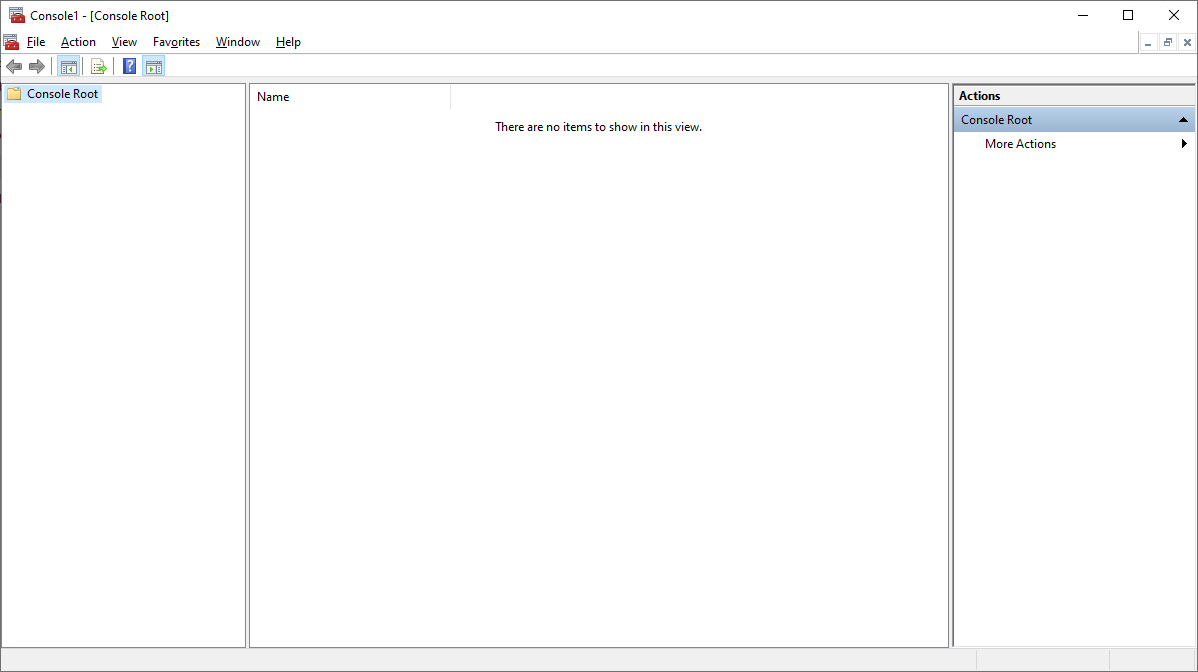 Console1 - [Console Root]
File Action View Favorites Window Help
Console Root
Name
There are no items to show in this view.
Actions
Console Root
More Actions